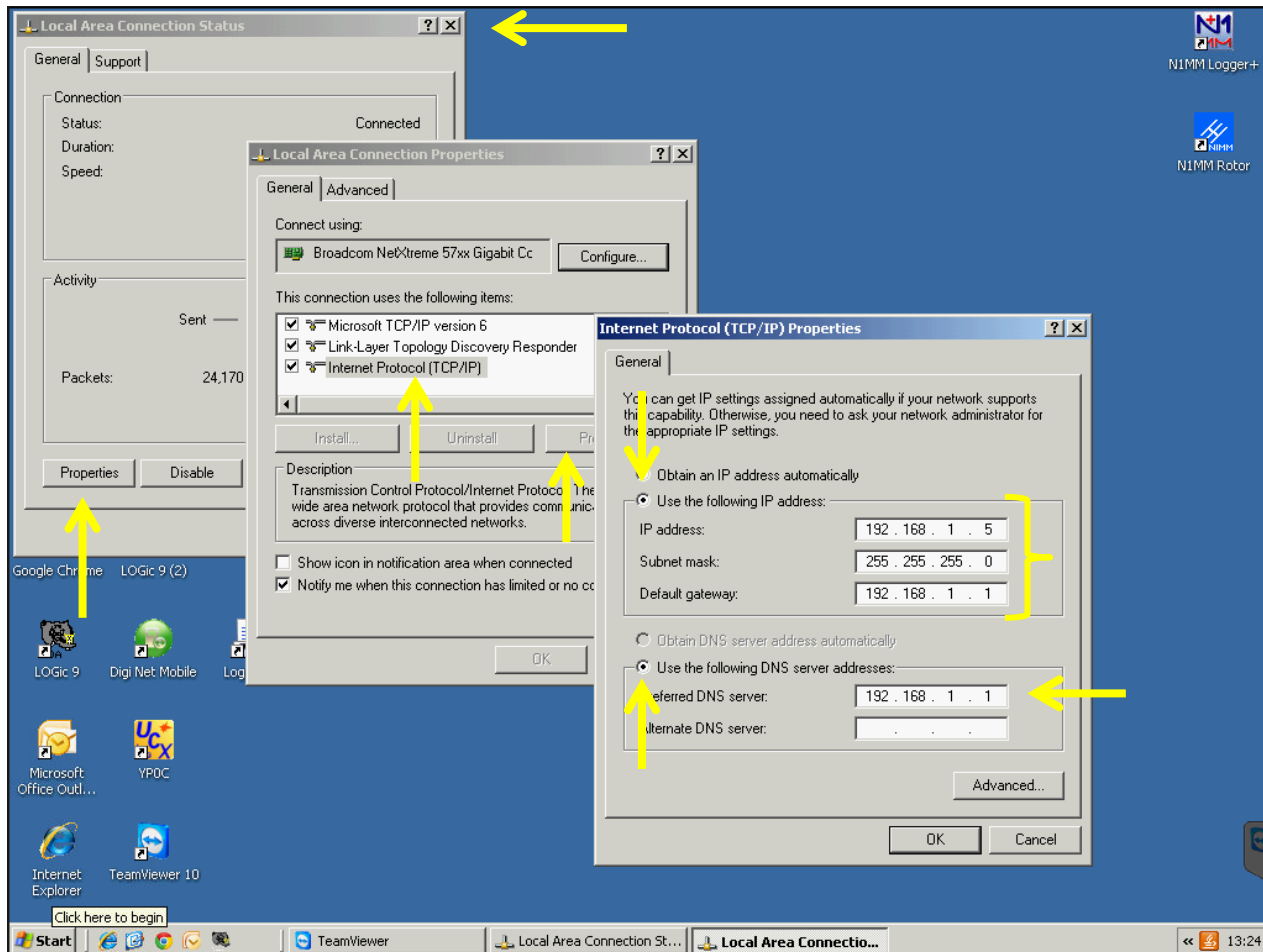 Local Area Connection Status
General
Support
Connection
Status:
Connected
Duration:
Speed:
Activity
Sent
Packets:
24,170
Properties
Disable
Local Area Connection Properties
General
Advanced
Connect using:
Broadcom NetXtreme 57xx Gigabit Cc
Configure...
This connection uses the following items:
Microsoft TCP/IP version 6
Link-Layer Topology Discovery Responder
Internet Protocol (TCP/IP)
Install...
Uninstall
Description
Transmission Control Protocol/Internet Protocol.
wide area network protocol that provides
across diverse interconnected networks.
Show icon in notification area when connected
Notify me when this connection has limited or no
OK
Internet Protocol (TCP/IP) Properties
General
You can get IP settings assigned automatically if your network supports
this capability. Otherwise, you need to ask your network administrator for
the appropriate IP settings.
Obtain an IP address automatically
Use the following IP address:
IP address:
192 . 168 . 1 . 5
Subnet mask:
255 . 255 . 255 . 0
Default gateway:
192 . 168 . 1 . 1
Obtain DNS server address automatically
Use the following DNS server addresses:
Preferred DNS server:
192 . 168 . 1 . 1
Alternate DNS server:
Advanced...
OK
Cancel
N1MM Logger+
N1MM Rotor
Google Chrome
LOGic 9 (2)
LOGic 9
Digi Net Mobile
Microsoft
Office Outl...
UCX
YP0C
Internet
Explorer
TeamViewer 10
Click here to begin
Start
TeamViewer
Local Area Connection St...
Local Area Connectio...
13:24